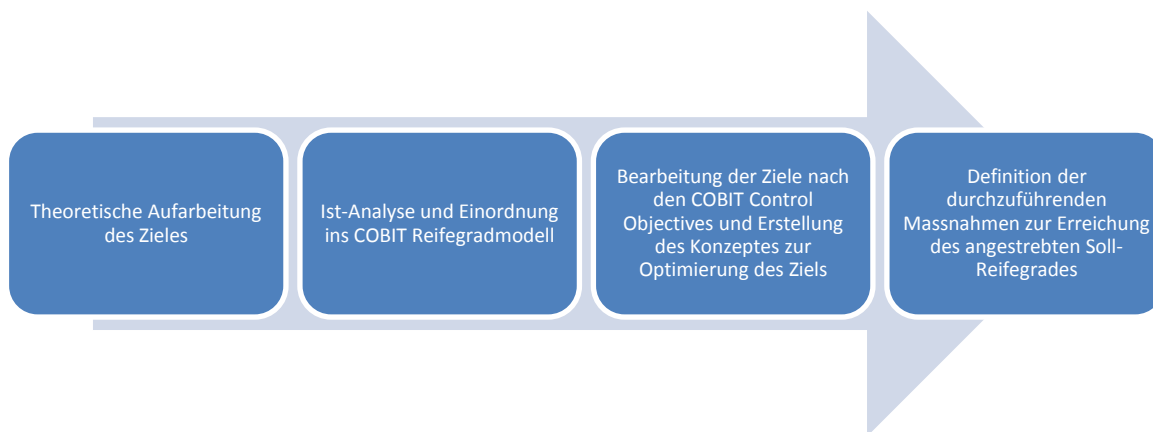 Theoretische Aufarbeitung
des Zieles
Ist-Analyse und Einordnung
ins COBIT Reifegradmodell
Bearbeitung der Ziele nach
den COBIT Control
Objectives und Erstellung
des Konzeptes zur
Optimierung des Ziels
Definition der
durchzuführenden
Massnahmen zur Erreichung
des angestrebten Soll-
Reifegrades